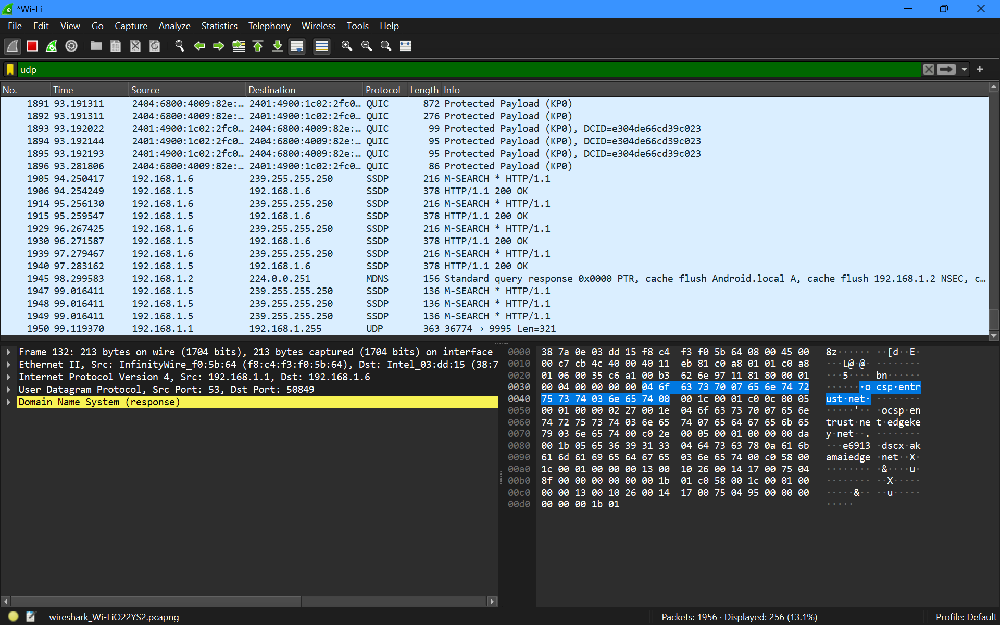 *Wi-Fi
File Edit View Go Capture Analyze Statistics Telephony Wireless Tools Help
udp
No. Time Source Destination Protocol Length Info
1891 93.191311 2404:6800:4009:82e:… 2401:4900:1c02:2fc0… QUIC 872 Protected Payload (KP0)
1892 93.191311 2404:6800:4009:82e:… 2401:4900:1c02:2fc0… QUIC 276 Protected Payload (KP0)
1893 93.192022 2401:4900:1c02:2fc0… 2404:6800:4009:82e:… QUIC 99 Protected Payload (KP0), DCID=e304de66cd39c023
1894 93.192144 2401:4900:1c02:2fc0… 2404:6800:4009:82e:… QUIC 95 Protected Payload (KP0), DCID=e304de66cd39c023
1895 93.192193 2401:4900:1c02:2fc0… 2404:6800:4009:82e:… QUIC 95 Protected Payload (KP0), DCID=e304de66cd39c023
1896 93.281806 2404:6800:4009:82e:… 2401:4900:1c02:2fc0… QUIC 86 Protected Payload (KP0)
1905 94.250417 192.168.1.6 239.255.255.250 SSDP 216 M-SEARCH * HTTP/1.1
1906 94.254249 192.168.1.5 192.168.1.6 SSDP 378 HTTP/1.1 200 OK
1914 95.256130 192.168.1.6 239.255.255.250 SSDP 216 M-SEARCH * HTTP/1.1
1915 95.259547 192.168.1.5 192.168.1.6 SSDP 378 HTTP/1.1 200 OK
1929 96.267425 192.168.1.6 239.255.255.250 SSDP 216 M-SEARCH * HTTP/1.1
1930 96.271587 192.168.1.5 192.168.1.6 SSDP 378 HTTP/1.1 200 OK
1939 97.279467 192.168.1.6 239.255.255.250 SSDP 216 M-SEARCH * HTTP/1.1
1940 97.283162 192.168.1.5 192.168.1.6 SSDP 378 HTTP/1.1 200 OK
1945 98.299583 192.168.1.2 224.0.0.251 MDNS 156 Standard query response 0x0000 PTR, cache flush Android.local A, cache flush 192.168.1.2 NSEC, c…
1947 99.016411 192.168.1.5 239.255.255.250 SSDP 136 M-SEARCH * HTTP/1.1
1948 99.016411 192.168.1.5 239.255.255.250 SSDP 136 M-SEARCH * HTTP/1.1
1949 99.016411 192.168.1.5 239.255.255.250 SSDP 136 M-SEARCH * HTTP/1.1
1950 99.119370 192.168.1.1 192.168.1.255 UDP 363 36774 → 9995 Len=321
Frame 132: 213 bytes on wire (1704 bits), 213 bytes captured (1704 bits) on interface
Ethernet II, Src: InfinityWire_f0:5b:64 (f8:c4:f3:f0:5b:64), Dst: Intel_03:dd:15 (38:7
Internet Protocol Version 4, Src: 192.168.1.1, Dst: 192.168.1.6
User Datagram Protocol, Src Port: 53, Dst Port: 50849
Domain Name System (response)
0000 38 7a 0e 03 dd 15 f8 c4 f3 f0 5b 64 08 00 45 00 8z······ ··[d··E·
0010 00 c7 cb 4c 40 00 40 11 eb 81 c0 a8 01 01 c0 a8 ···L@·@· ········
0020 01 06 00 35 c6 a1 00 b3 62 6e 97 11 81 80 00 01 ···5···· bn······
0030 00 04 00 00 00 00 04 6f 63 73 70 07 65 6e 74 72 ·······o csp·entr
0040 75 73 74 03 6e 65 74 00 00 1c 00 01 c0 0c 00 05 ust·net· ········
0050 00 01 00 00 02 27 00 1e 04 6f 63 73 70 07 65 6e ·····'·· ·ocsp·en
0060 74 72 75 73 74 03 6e 65 74 07 65 64 67 65 6b 65 trust·ne t·edgeke
0070 79 03 6e 65 74 00 c0 2e 00 05 00 01 00 00 00 da y·net··. ········
0080 00 1b 05 65 36 39 31 33 04 64 73 63 78 0a 61 6b ···e6913 ·dscx·ak
0090 61 6d 61 69 65 64 67 65 03 6e 65 74 00 c0 58 00 amaiedge ·net··X·
00a0 1c 00 01 00 00 00 13 00 10 26 00 14 17 00 75 04 ········ ·&····u·
00b0 8f 00 00 00 00 00 00 1b 01 c0 58 00 1c 00 01 00 ········ ··X·····
00c0 00 00 13 00 10 26 00 14 17 00 75 04 95 00 00 00 ·····&·· ··u·····
00d0 00 00 00 1b 01 ·····
wireshark_Wi-FiO22YS2.pcapng
Packets: 1956 · Displayed: 256 (13.1%)
Profile: Default